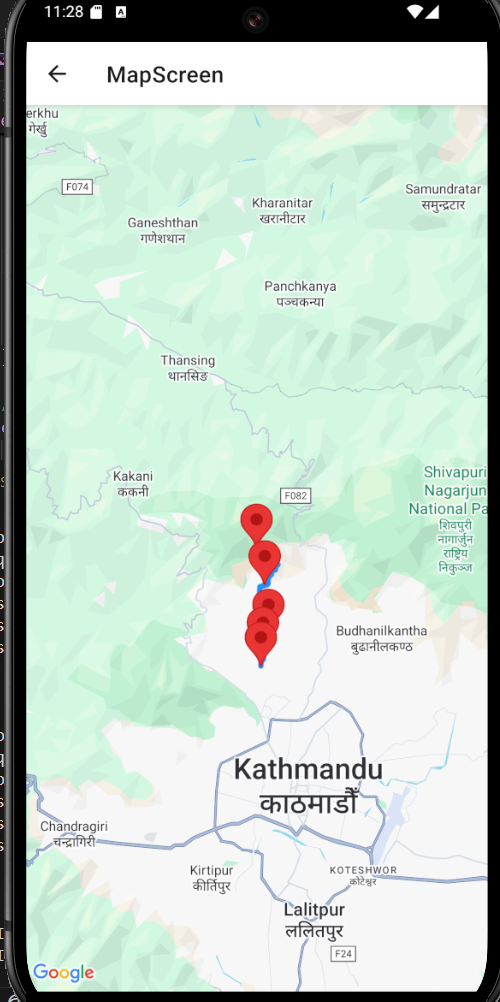 11:28
A
MapScreen
erkhu
गेर्खु
F074
Samundratar
समुन्द्रटार
Kharanitar
खरानीटार
Ganeshthan
गणेशथान
Panchkanya
पञ्चकन्या
Thansing
थानसिङ
Kakani
ककनी
F082
Shivapuri
Nagarjun
National Pa
शिवपुरी
नागार्जुन
राष्ट्रिय
निकुञ्ज
Budhanilkantha
बुढानीलकण्ठ
Kathmandu
काठमाडौँ
Chandragiri
चन्द्रागिरी
Kirtipur
कीर्तिपुर
KOTESHWOR
कोटेश्वर
Lalitpur
ललितपुर
F24
Google